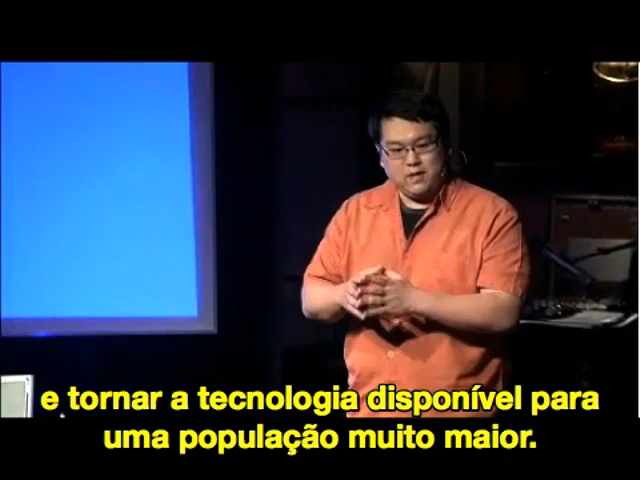 e tornar a tecnologia disponível para
uma população muito maior.